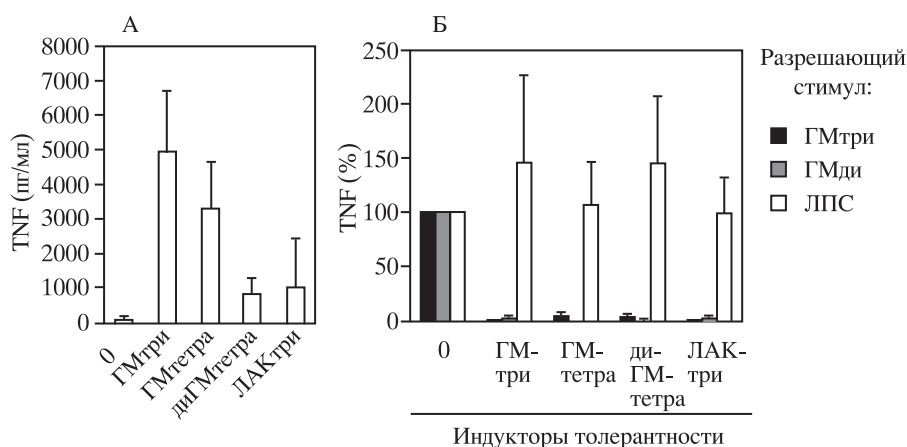 А
TNF (пг/мл)
8000
7000
6000
5000
4000
3000
2000
1000
0
0
ГМтри
ГМтетра
диГМтетра
ЛАКтри
Б
TNF (%)
250
200
150
100
50
0
0
ГМ-
три
ГМ-
тетра
ди-
ГМ-
тетра
ЛАК-
три
Индукторы толерантности
Разрешающий
стимул:
ГМтри
ГМди
ЛПС